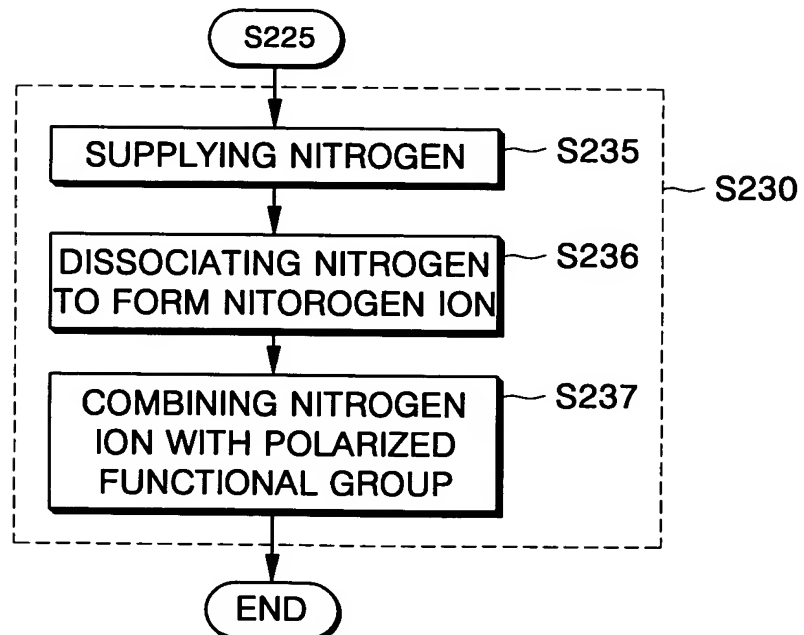 S225
SUPPLYING NITROGEN
S235
S230
DISSOCIATING NITROGEN
TO FORM NITOROGEN ION
S236
COMBINING NITROGEN
ION WITH POLARIZED
FUNCTIONAL GROUP
S237
END